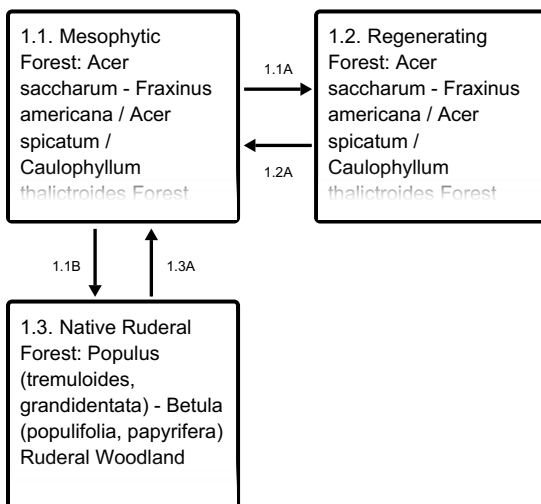 1.1. Mesophytic
Forest: Acer
saccharum - Fraxinus
americana / Acer
spicatum /
Caulophyllum
thalictroides Forest
1.1A
1.2A
1.2. Regenerating
Forest: Acer
saccharum - Fraxinus
americana / Acer
spicatum /
Caulophyllum
thalictroides Forest
1.1B
1.3A
1.3. Native Ruderal
Forest: Populus
(tremuloides,
grandidentata) - Betula
(populifolia, papyrifera)
Ruderal Woodland